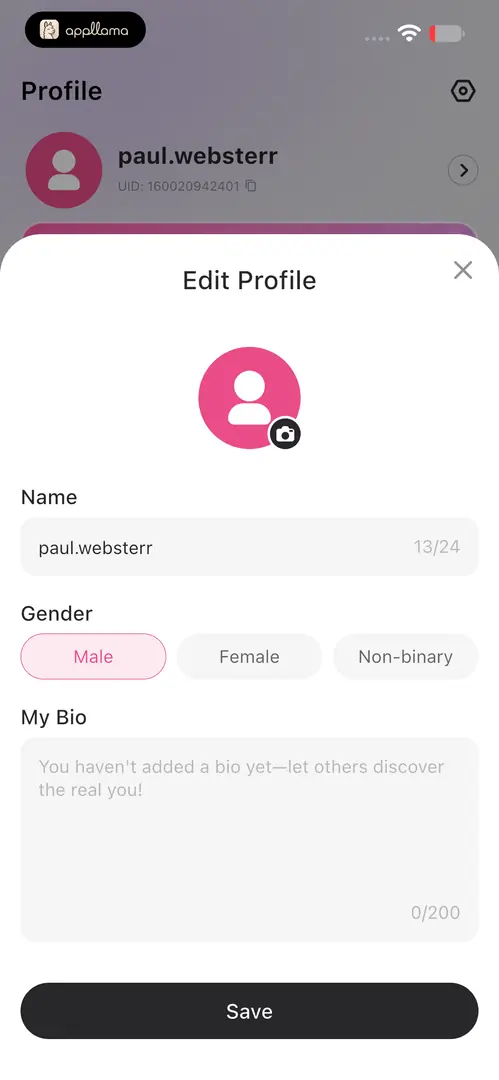 appllama
Profile
paul.websterr
UID: 160020942401
Edit Profile
Name
paul.websterr
13/24
Gender
Male
Female
Non-binary
My Bio
You haven't added a bio yet—let others discover
the real you!
0/200
Save